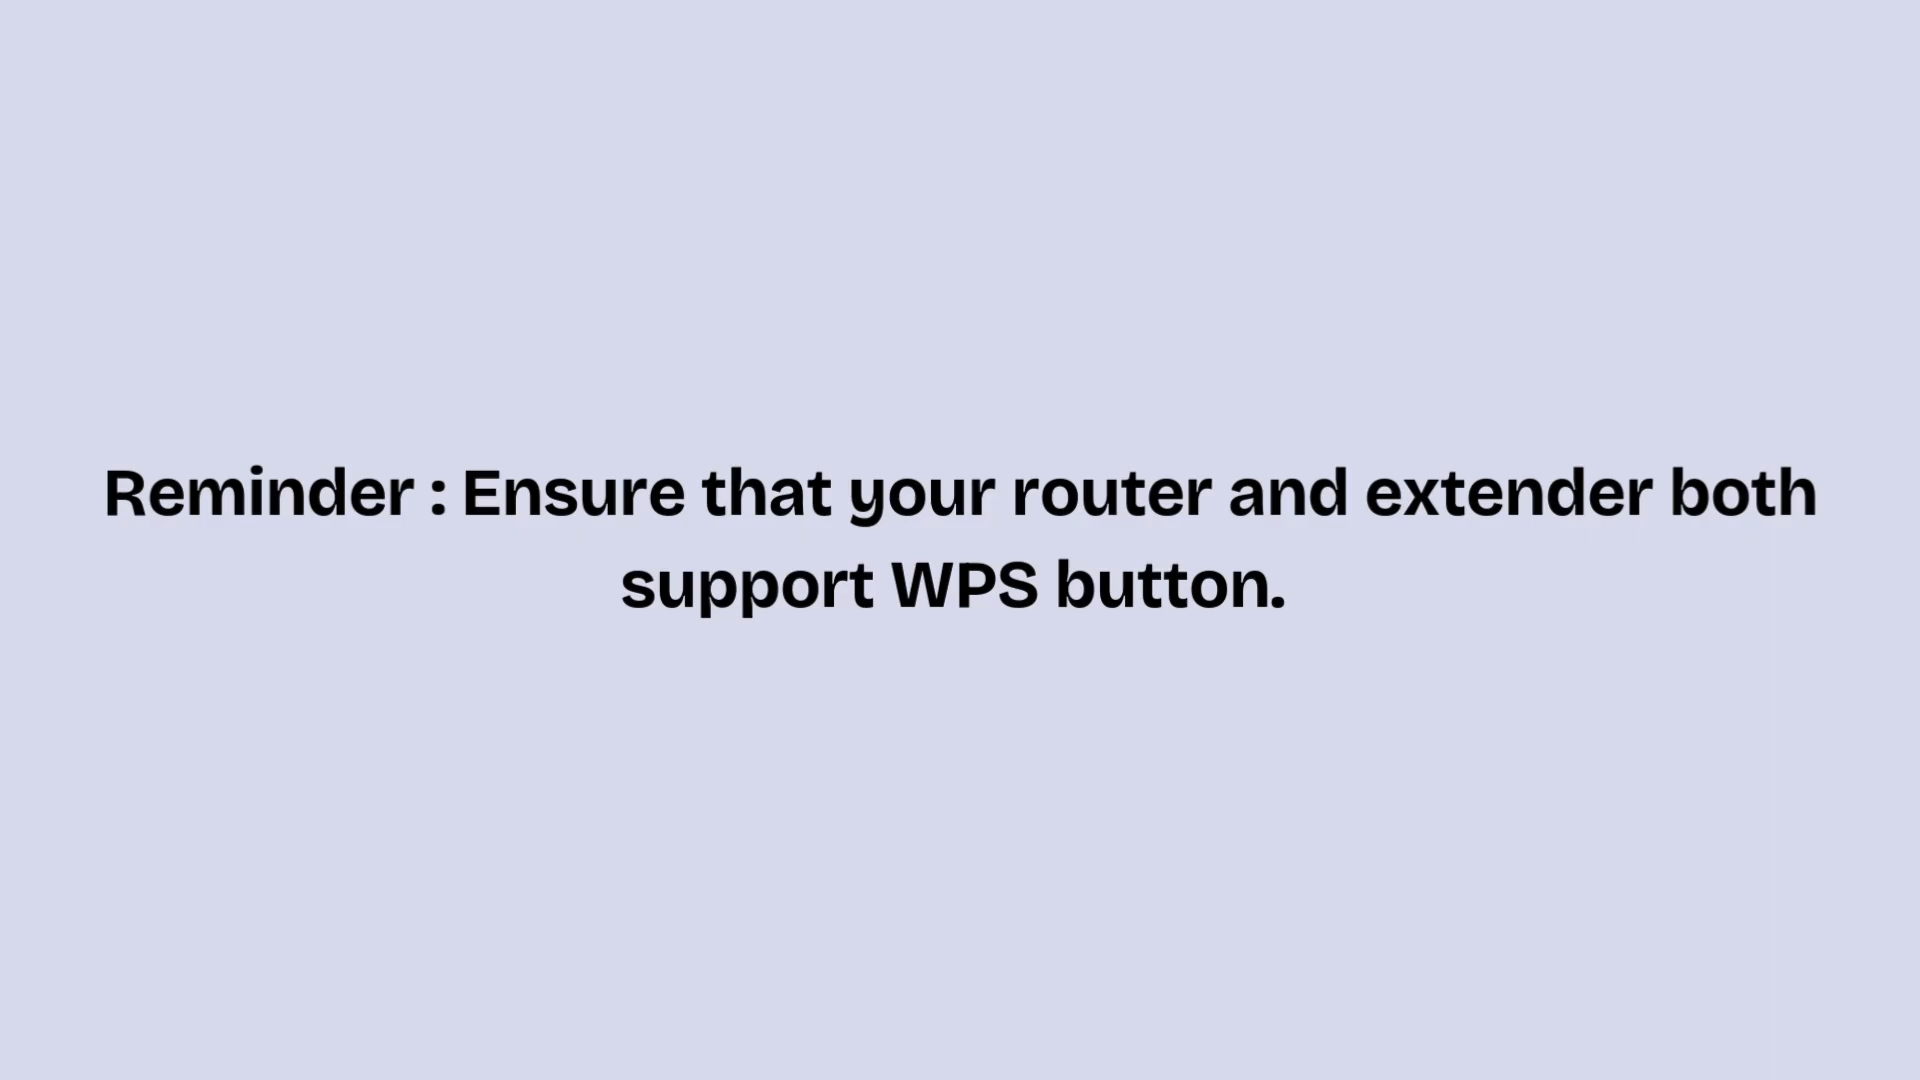 Reminder : Ensure that your router and extender both
support WPS button.